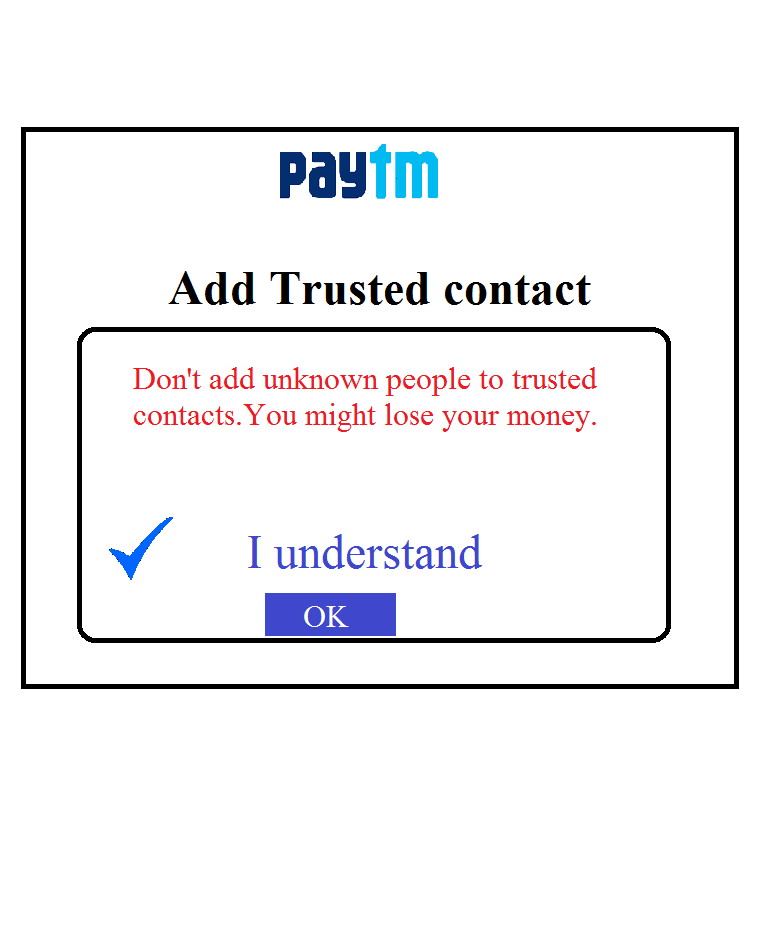 paytm
Add Trusted contact
Don't add unknown people to trusted
contacts.You might lose your money.
I understand
OK